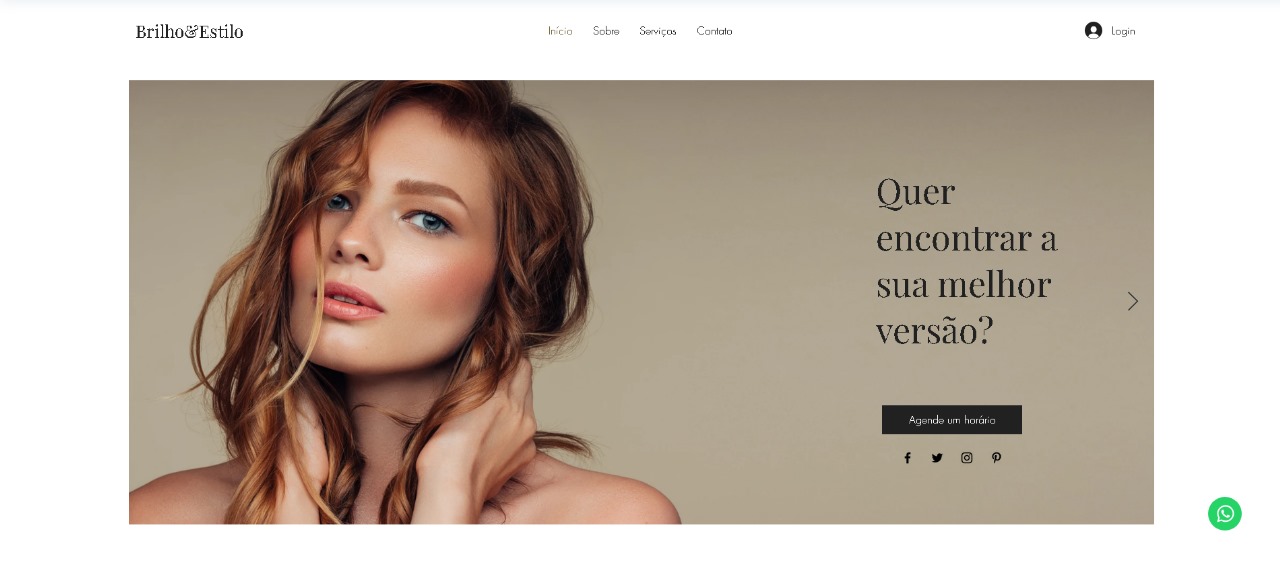 Brilho&Estilo
Início Sobre Serviços Contato
Login
Quer
encontrar a
sua melhor
versão?
Agende um horário